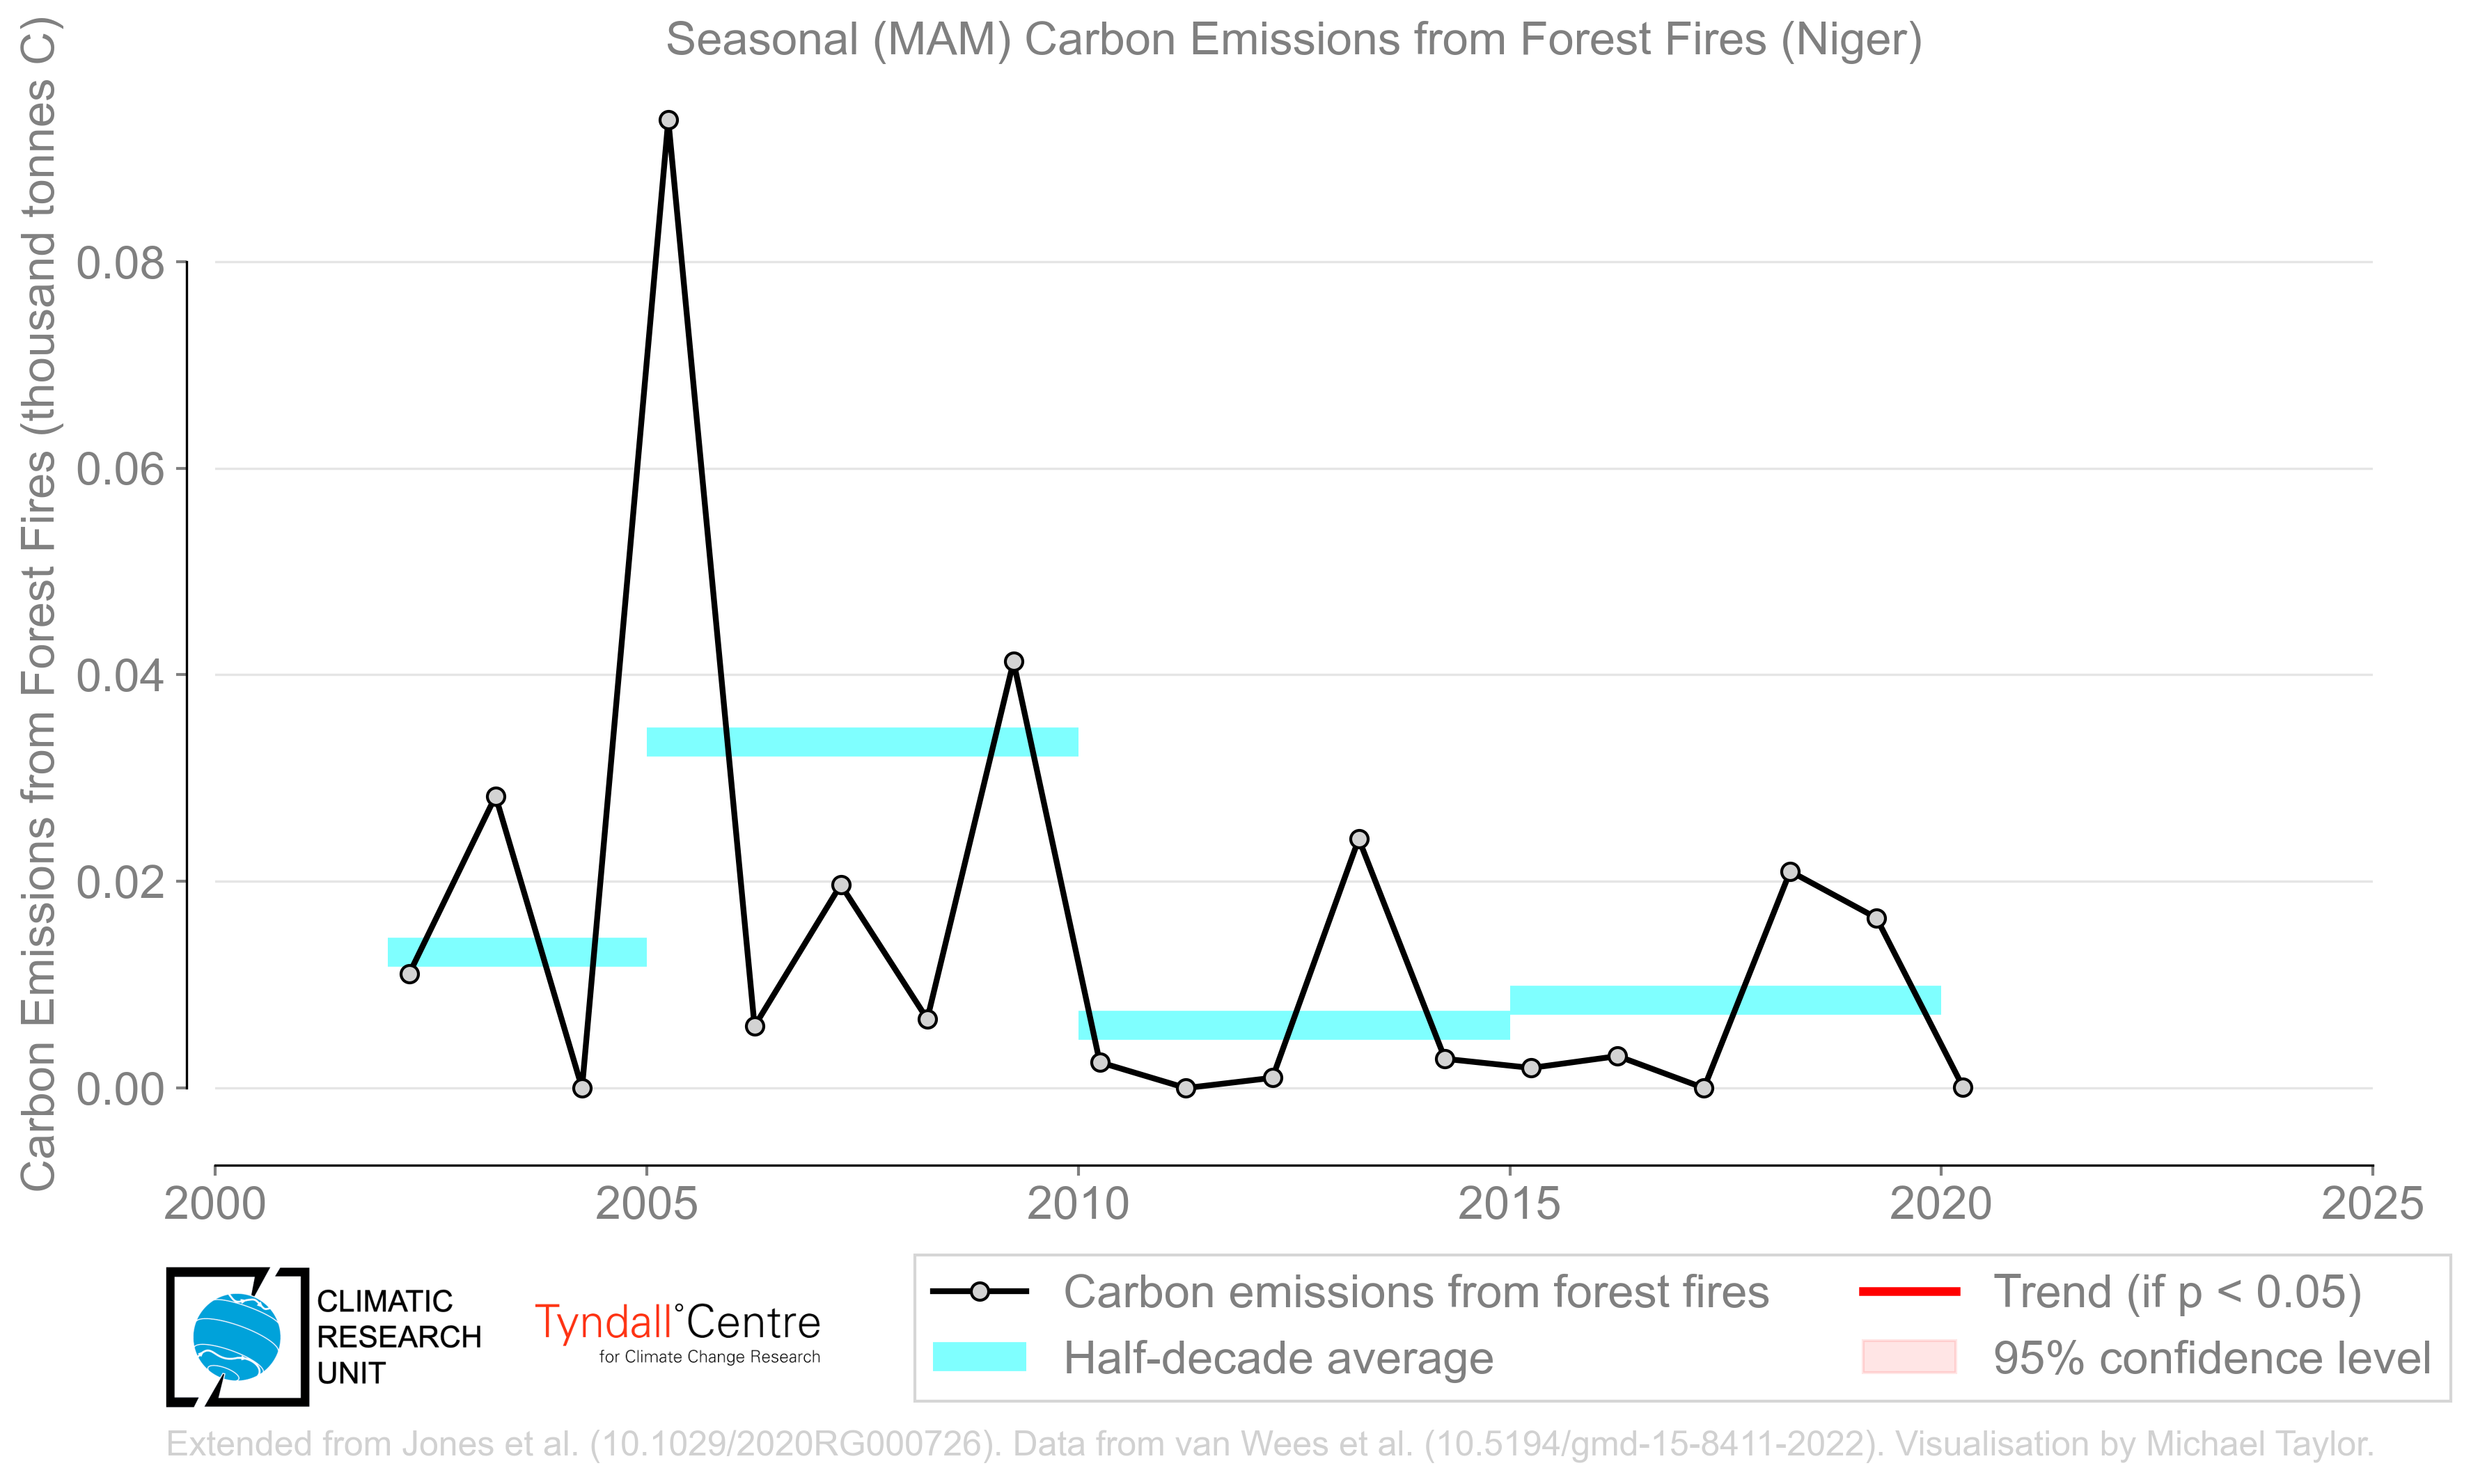 Seasonal (MAM) Carbon Emissions from Forest Fires (Niger)
Carbon Emissions from Forest Fires (thousand tonnes C)
0.08
0.06
0.04
0.02
0.00
2000
2005
2010
2015
2020
2025
CLIMATIC
RESEARCH
UNIT
Tyndall°Centre
for Climate Change Research
Carbon emissions from forest fires
Half-decade average
Trend (if p < 0.05)
95% confidence level
Extended from Jones et al. (10.1029/2020RG000726). Data from van Wees et al. (10.5194/gmd-15-8411-2022). Visualisation by Michael Taylor.